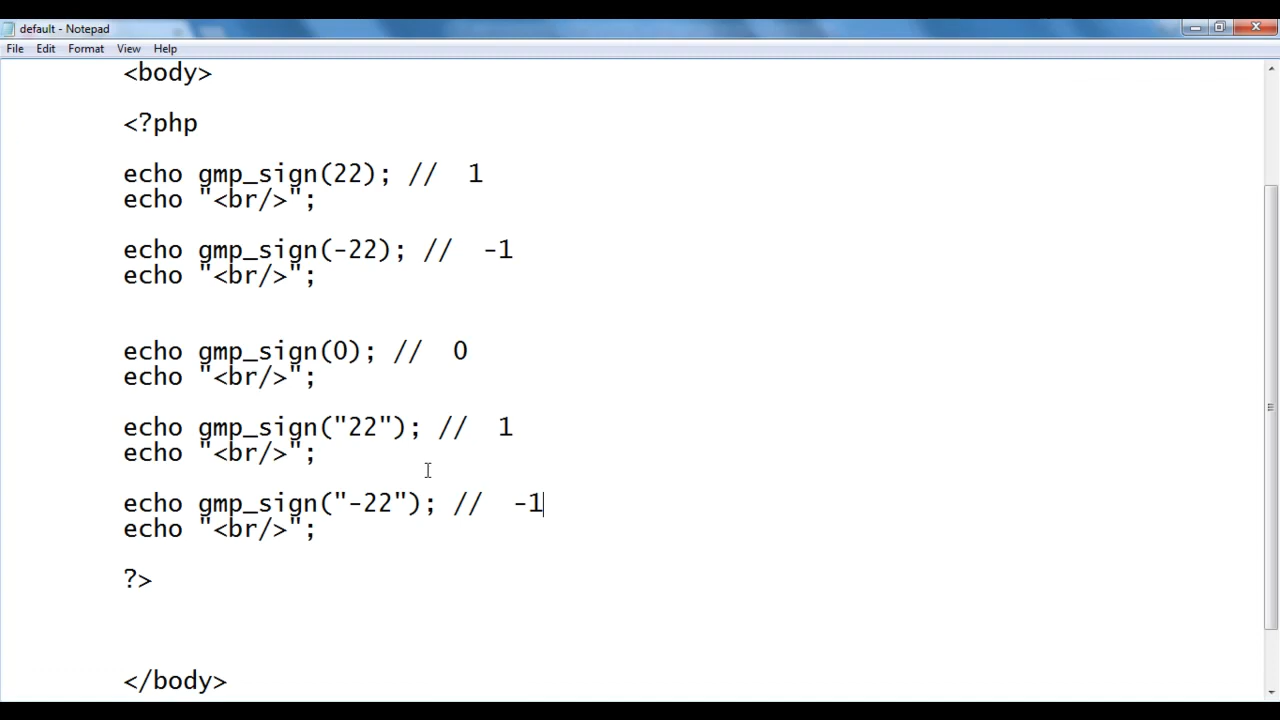 default - Notepad
File Edit Format View Help
<body>
<?php
echo gmp_sign(22); //  1
echo "<br/>";
echo gmp_sign(-22); //  -1
echo "<br/>";
echo gmp_sign(0); //  0
echo "<br/>";
echo gmp_sign("22"); //  1
echo "<br/>";
echo gmp_sign("-22"); //  -1
echo "<br/>";
?>
</body>